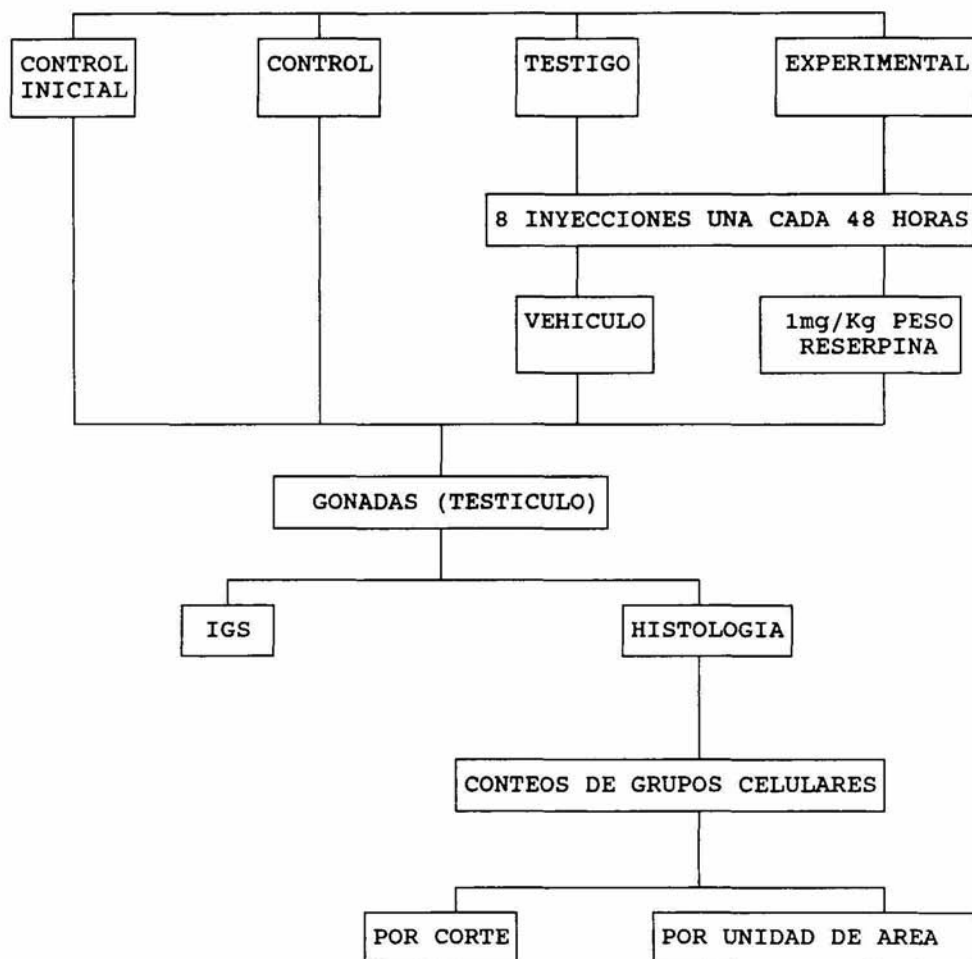 CONTROL
INICIAL
CONTROL
TESTIGO
EXPERIMENTAL
8 INYECCIONES UNA CADA 48 HORAS
VEHICULO
1mg/Kg PESO
RESERPINA
GONADAS (TESTICULO)
IGS
HISTOLOGIA
CONTEOS DE GRUPOS CELULARES
POR CORTE
POR UNIDAD DE AREA